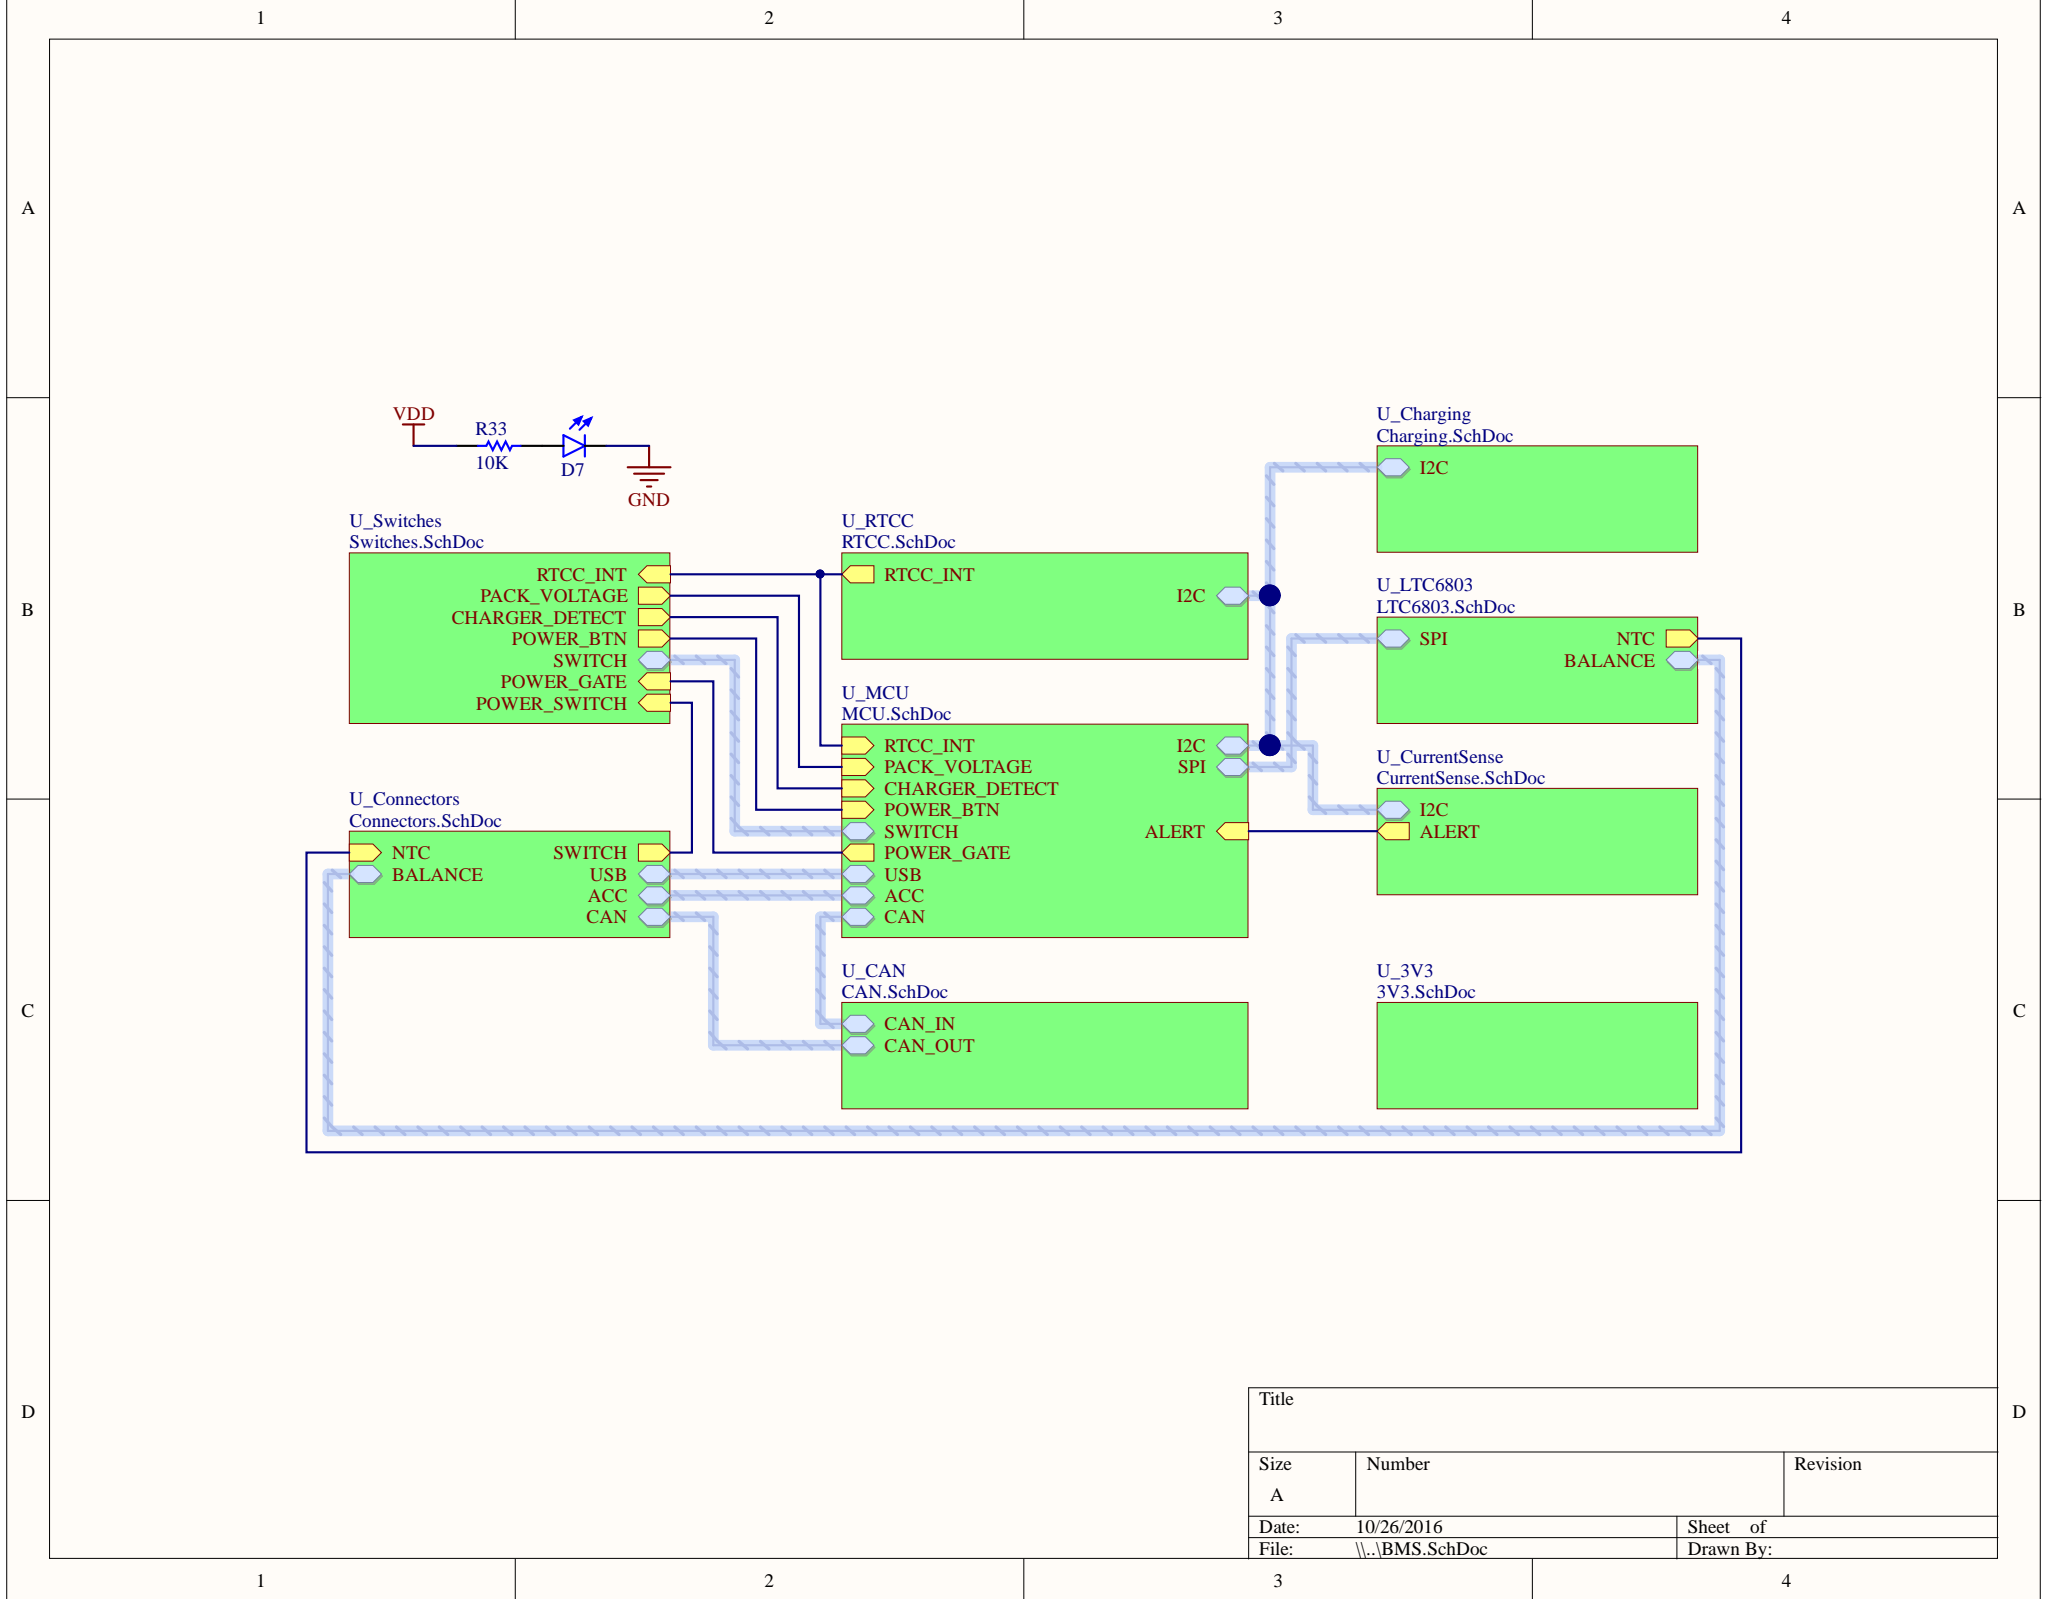 1 2 3 4
A A
VDD
R33
10K
D7
GND
U_Charging
Charging.SchDoc
I2C
U_Switches
Switches.SchDoc
RTCC_INT
PACK_VOLTAGE
CHARGER_DETECT
POWER_BTN
SWITCH
POWER_GATE
POWER_SWITCH
U_RTCC
RTCC.SchDoc
RTCC_INT
I2C
B B
U_LTC6803
LTC6803.SchDoc
SPI NTC
BALANCE
U_MCU
MCU.SchDoc
RTCC_INT I2C
PACK_VOLTAGE SPI
CHARGER_DETECT
POWER_BTN
SWITCH ALERT
POWER_GATE
USB
ACC
CAN
U_CurrentSense
CurrentSense.SchDoc
I2C
ALERT
U_Connectors
Connectors.SchDoc
NTC SWITCH
BALANCE USB
ACC
CAN
U_CAN
CAN.SchDoc
CAN_IN
CAN_OUT
U_3V3
3V3.SchDoc
C C
D D
Title
Size Number Revision
A
Date: 10/26/2016 Sheet of
File: \\..\BMS.SchDoc Drawn By:
1 2 3 4